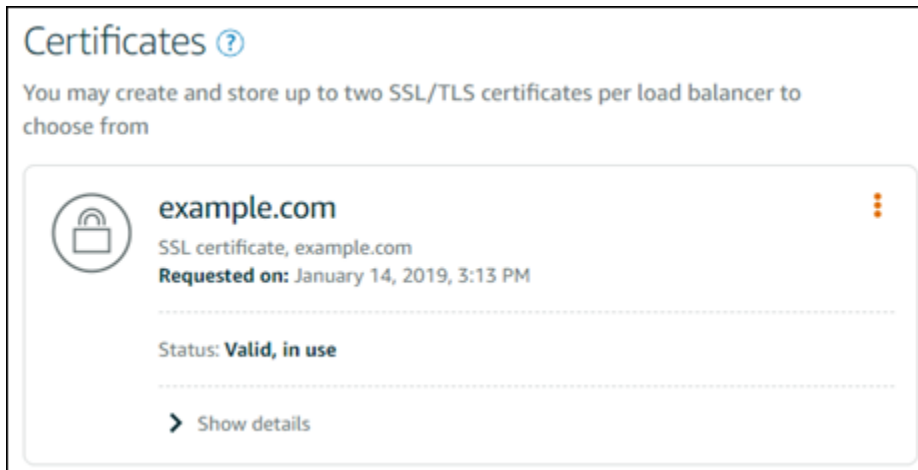 Certificates ?
You may create and store up to two SSL/TLS certificates per load balancer to
choose from
example.com
SSL certificate, example.com
Requested on: January 14, 2019, 3:13 PM
Status: Valid, in use
Show details